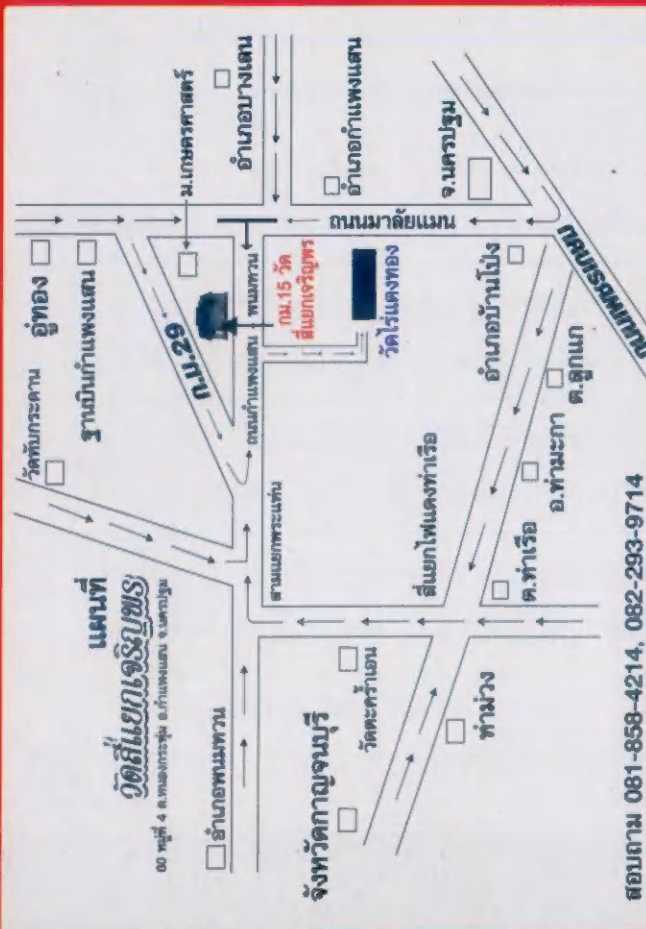 แผนที่
วัดสี่แยกเจริญพร
60 หมู่ที่ 4 ต.หนองกระทุ่ม อ.กำแพงแสน จ.นครปฐม
วัดทับกระดาน
อู่ทอง
ฐานบินกำแพงแสน
ม.เกษตรศาสตร์
อำเภอบางเลน
อำเภอกำแพงแสน
จ.นครปฐม
ถนนมาลัยแมน
ถนนเพชรเกษม
ก.ม.29
ถนนกำแพงแสน พนมทวน
กม.15 วัด
สี่แยกเจริญพร
วัดไร่แตงทอง
สามแยกพระแท่น
อำเภอพนมทวน
จังหวัดกาญจนบุรี
วัดตะคร้ำเอน
สี่แยกไฟแดงท่าเรือ
อำเภอบ้านโป่ง
ต.ลูกแก
อ.ท่ามะกา
ต.ท่าเรือ
ท่าม่วง
สอบถาม 081-858-4214, 082-293-9714